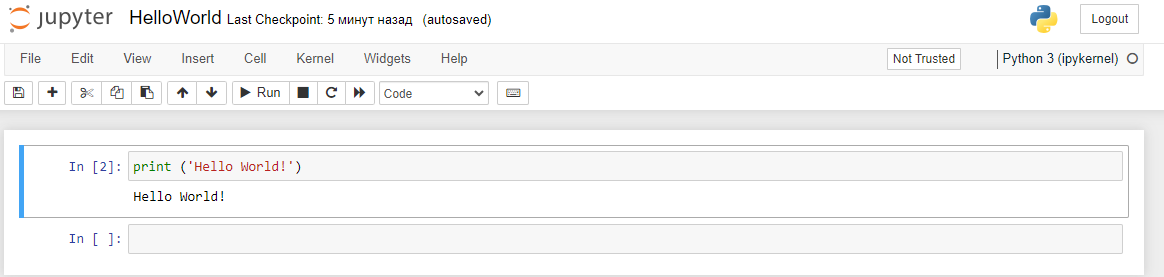 jupyter HelloWorld Last Checkpoint: 5 минут назад (autosaved) Logout
File Edit View Insert Cell Kernel Widgets Help Not Trusted Python 3 (ipykernel)
Run Code
In [2]: print ('Hello World!')
Hello World!
In [ ]: